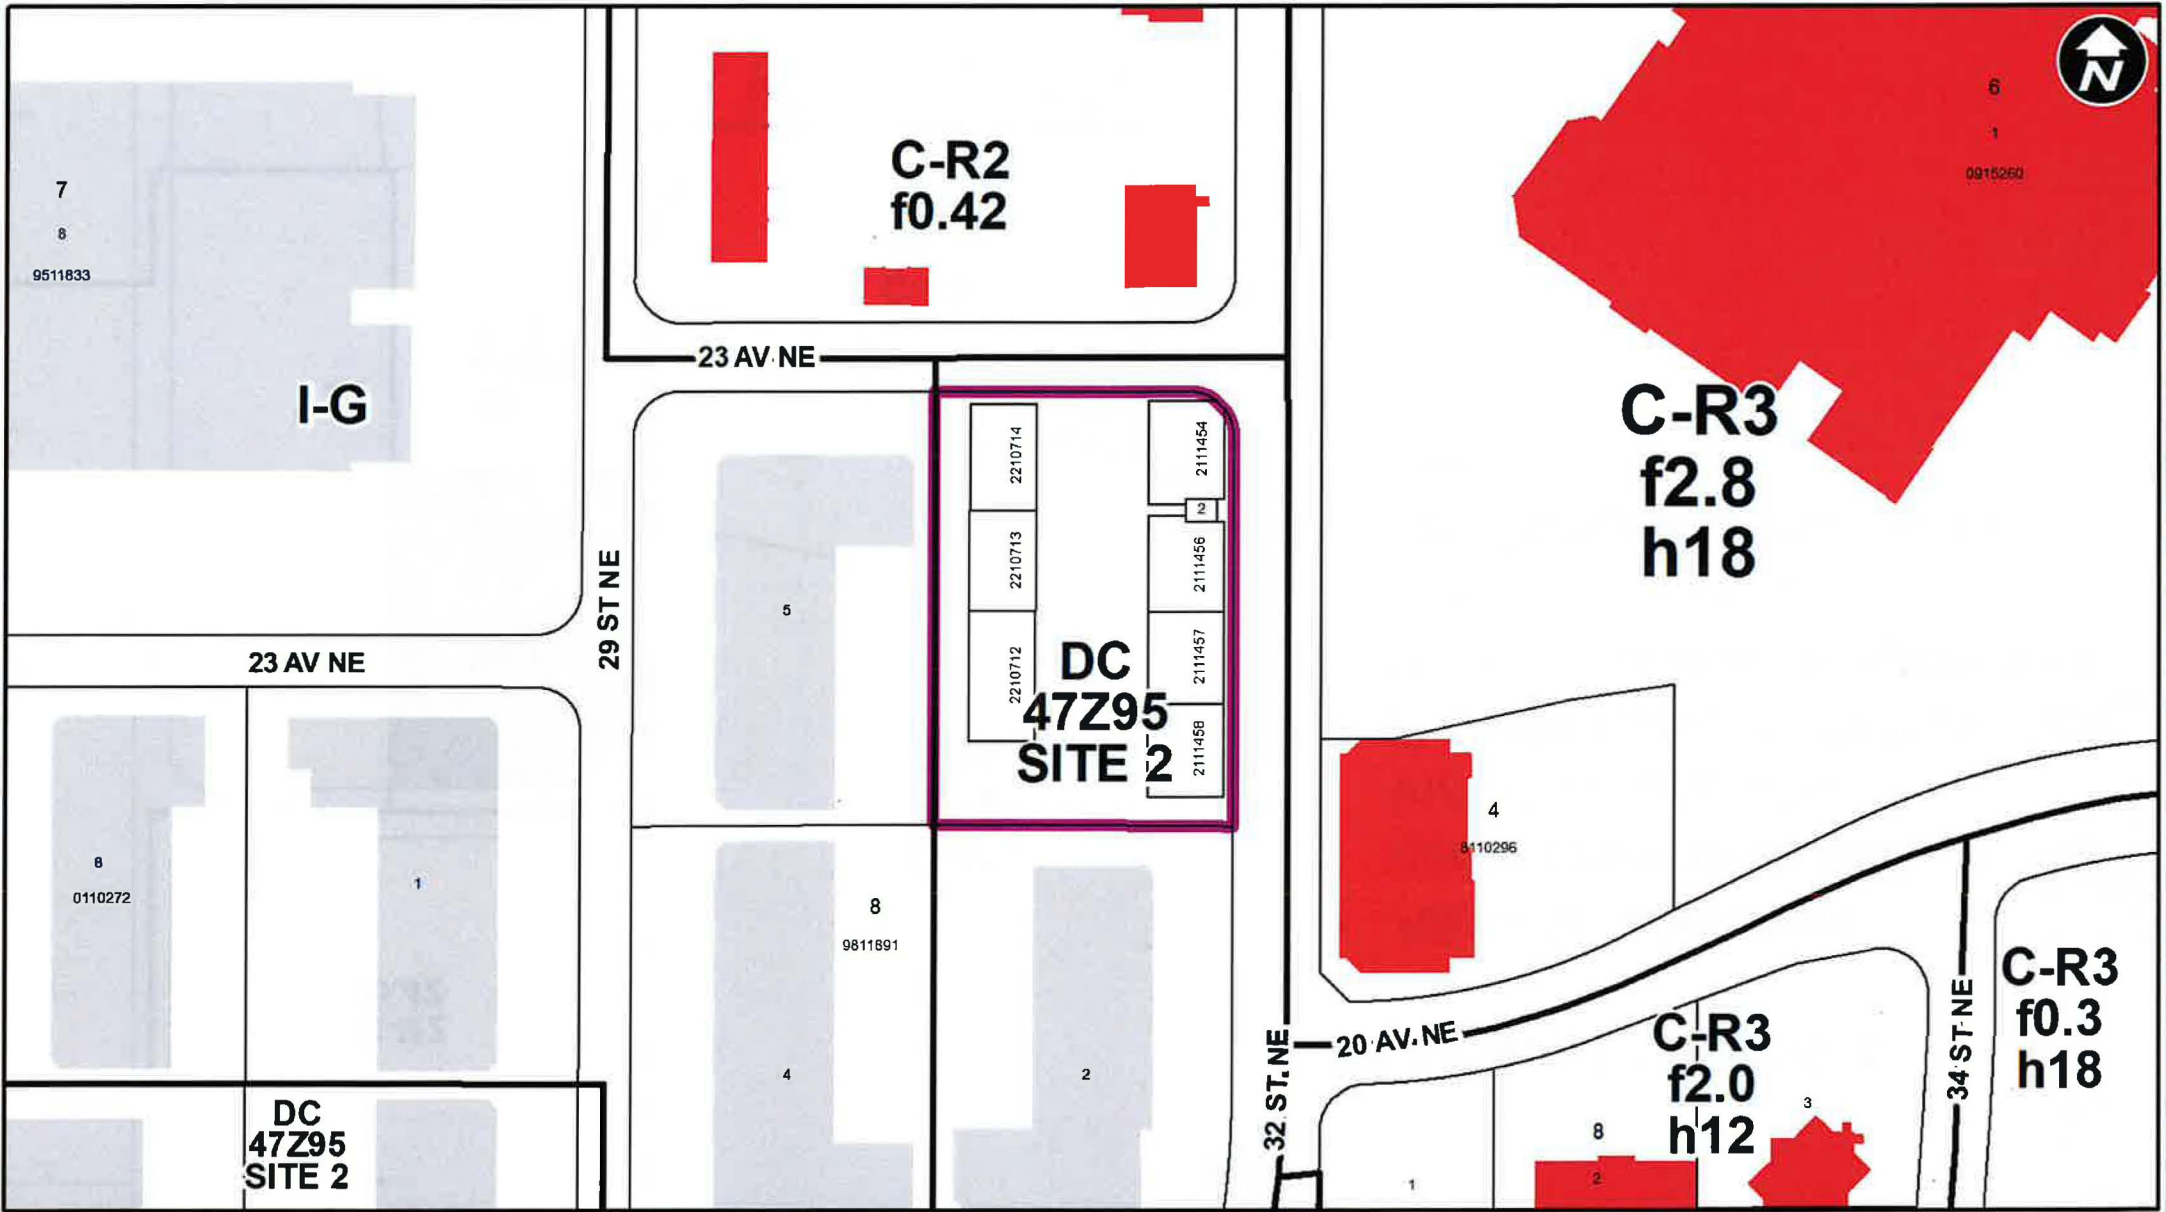 N
6
1
0915260
7
8
9511833
C-R2
f0.42
23 AV NE
I-G
C-R3
f2.8
h18
2210714
2210713
2210712
2111454
2
2111456
2111457
2111458
5
29 ST NE
23 AV NE
DC
47Z95
SITE 2
4
8110296
8
0110272
1
8
9811891
4
2
20 AV. NE
32 ST. NE
34 ST NE
C-R3
f0.3
h18
C-R3
f2.0
h12
3
8
2
1
DC
47Z95
SITE 2